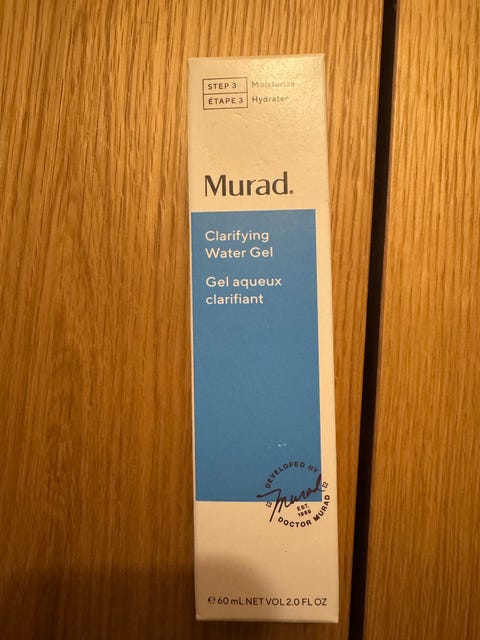 STEP 3 Moisturize
ÉTAPE 3 Hydrater
Murad.
Clarifying
Water Gel
Gel aqueux
clarifiant
DEVELOPED BY
Murad
EST.
1989
DOCTOR MURAD
℮ 60 mL NET VOL 2.0 FL OZ